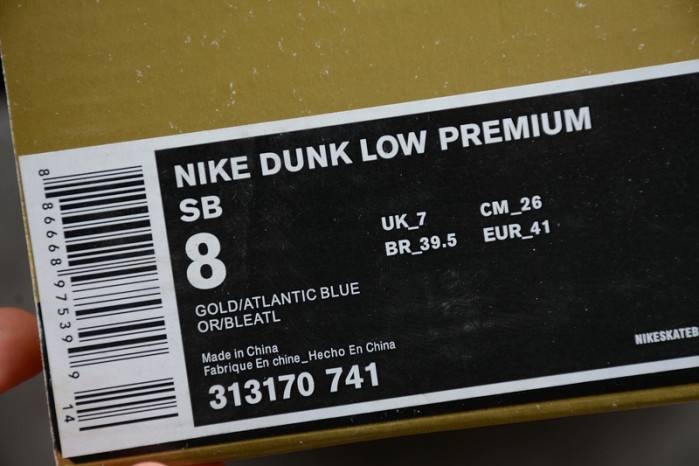 NIKE DUNK LOW PREMIUM
SB
8
UK_7 CM_26
BR_39.5 EUR_41
GOLD/ATLANTIC BLUE
OR/BLEATL
Made in China
Fabrique En chine_Hecho En China
313170 741
NIKESKATEB
8 86668 97539 9
14